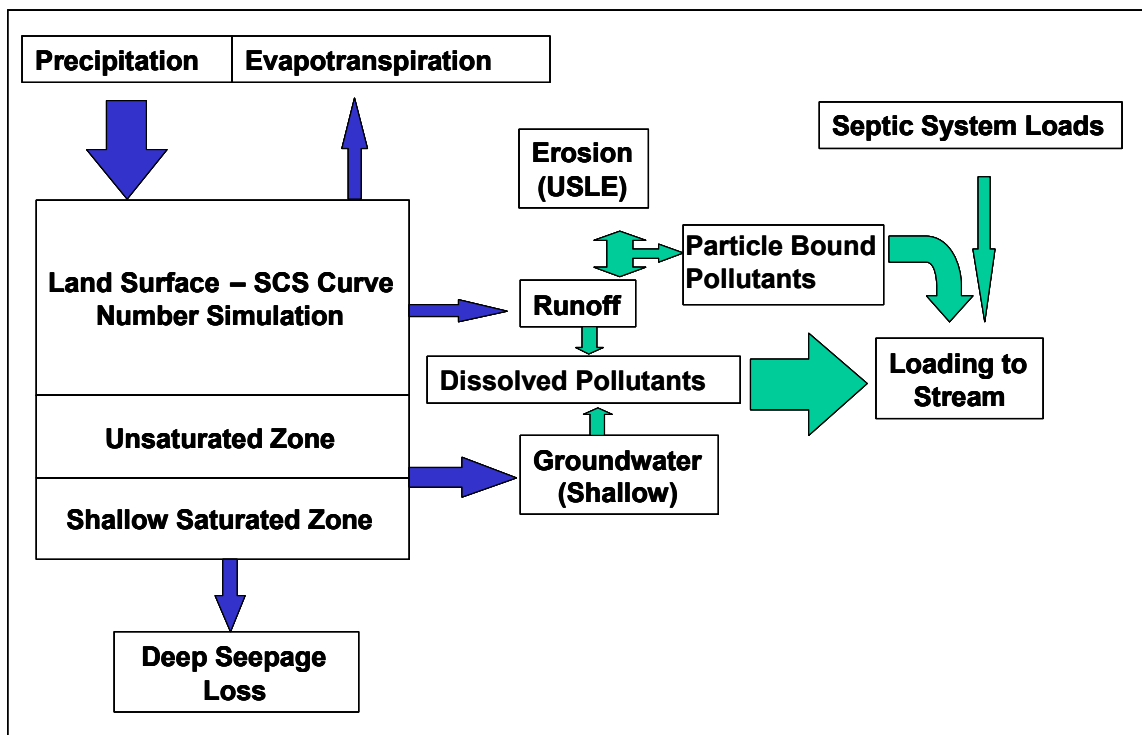 Precipitation
Evapotranspiration
Septic System Loads
Erosion
(USLE)
Particle Bound
Pollutants
Land Surface – SCS Curve
Number Simulation
Runoff
Dissolved Pollutants
Loading to
Stream
Unsaturated Zone
Groundwater
(Shallow)
Shallow Saturated Zone
Deep Seepage
Loss